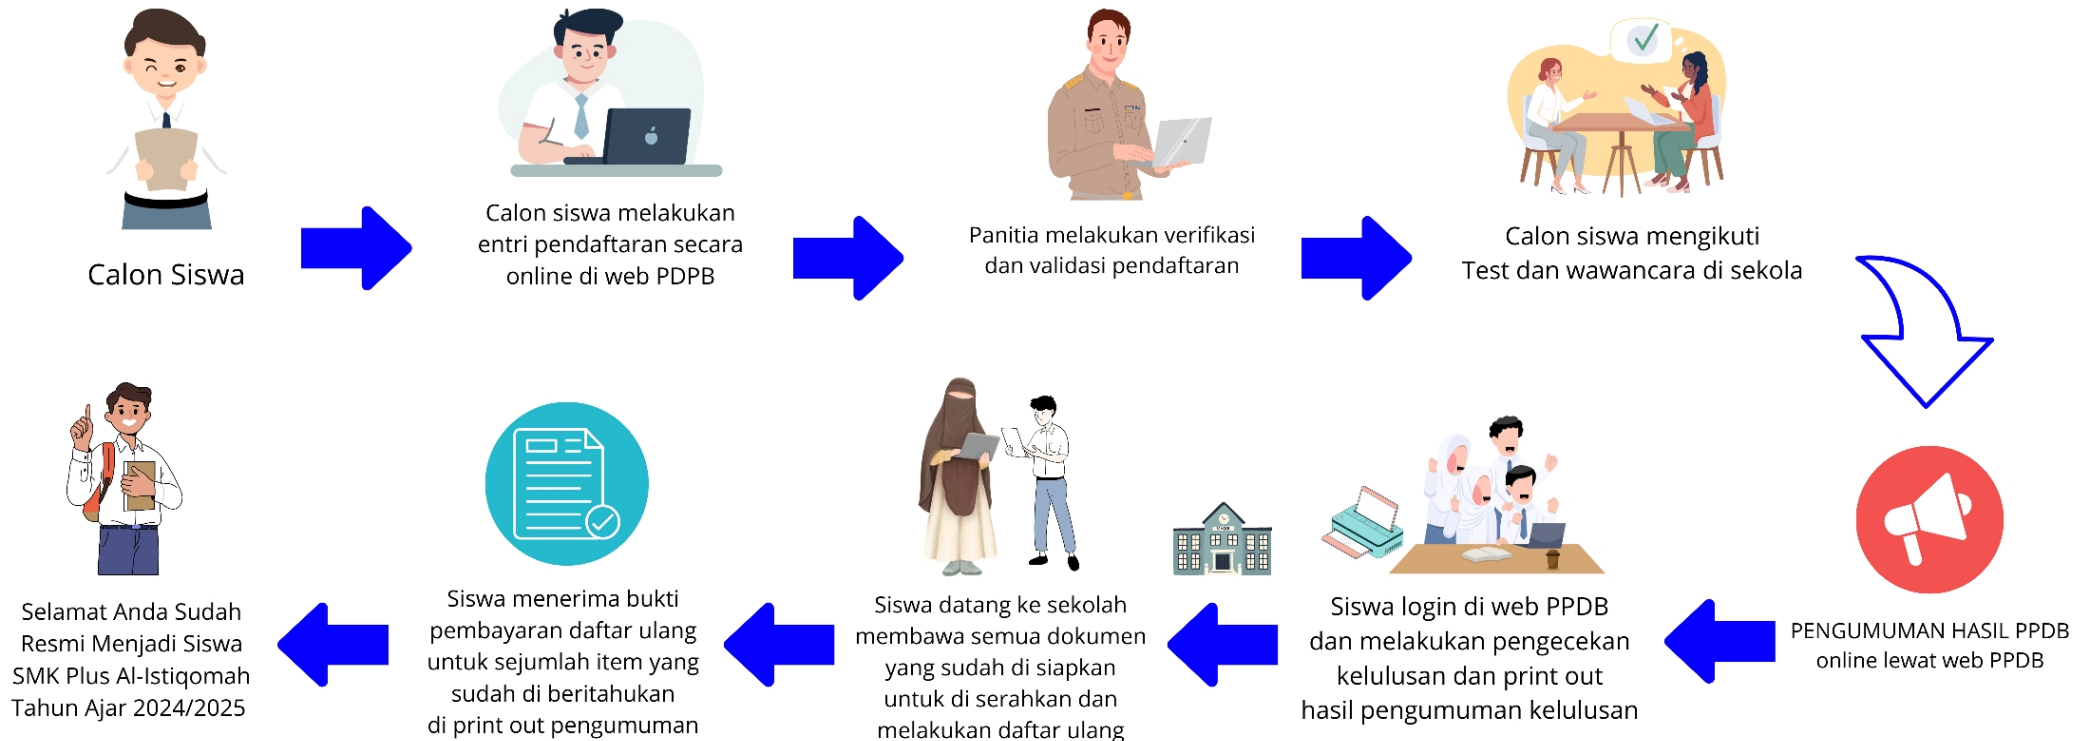 Calon Siswa
Calon siswa melakukan
entri pendaftaran secara
online di web PDPB
Panitia melakukan verifikasi
dan validasi pendaftaran
Calon siswa mengikuti
Test dan wawancara di sekola
PENGUMUMAN HASIL PPDB
online lewat web PPDB
Siswa login di web PPDB
dan melakukan pengecekan
kelulusan dan print out
hasil pengumuman kelulusan
Siswa datang ke sekolah
membawa semua dokumen
yang sudah di siapkan
untuk di serahkan dan
melakukan daftar ulang
Siswa menerima bukti
pembayaran daftar ulang
untuk sejumlah item yang
sudah di beritahukan
di print out pengumuman
Selamat Anda Sudah
Resmi Menjadi Siswa
SMK Plus Al-Istiqomah
Tahun Ajar 2024/2025